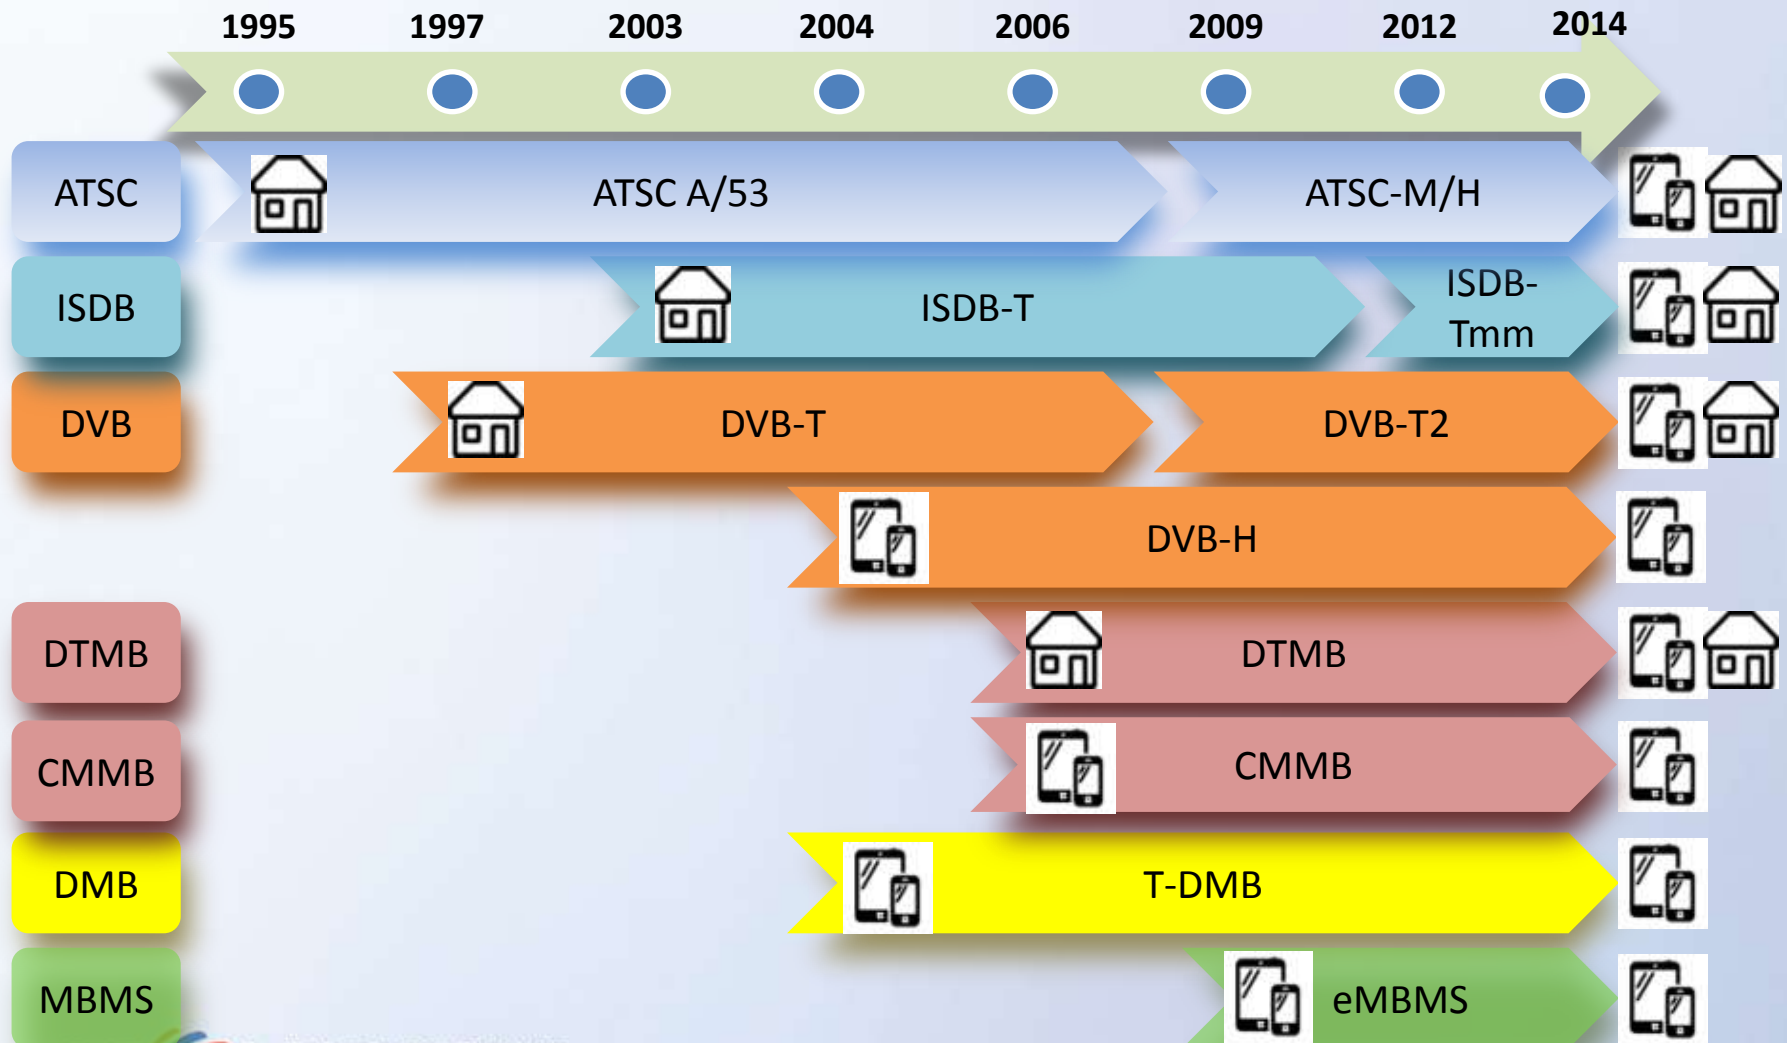 1995 1997 2003 2004 2006 2009 2012 2014
ATSC ATSC A/53 ATSC-M/H
ISDB ISDB-T ISDB-
Tmm
DVB DVB-T DVB-T2
DVB-H
DTMB DTMB
CMMB CMMB
DMB T-DMB
MBMS eMBMS